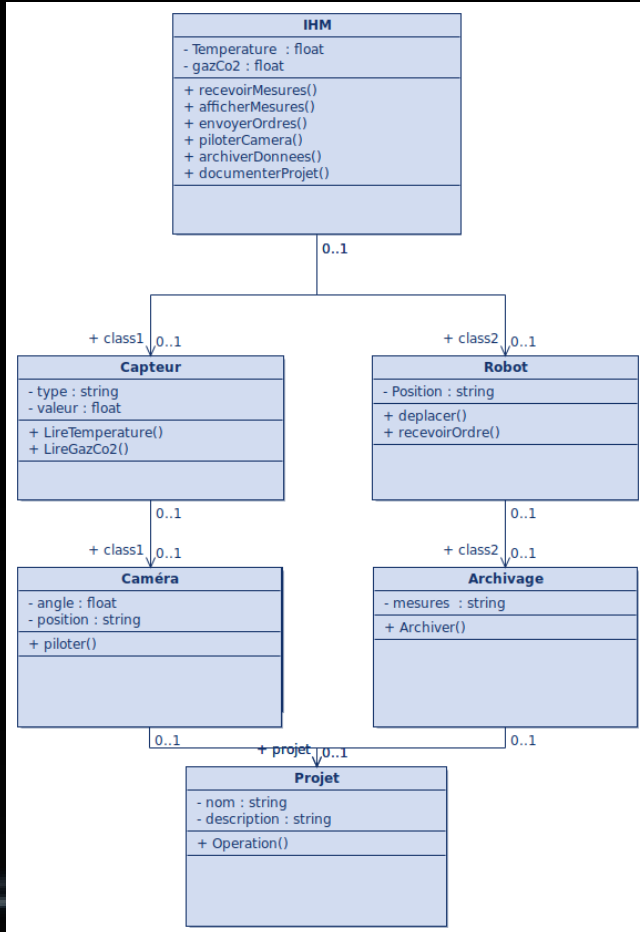 IHM
- Temperature : float
- gazCo2 : float
+ recevoirMesures()
+ afficherMesures()
+ envoyerOrdres()
+ piloterCamera()
+ archiverDonnees()
+ documenterProjet()
0..1
+ class1 0..1
+ class2 0..1
Capteur
- type : string
- valeur : float
+ LireTemperature()
+ LireGazCo2()
Robot
- Position : string
+ deplacer()
+ recevoirOrdre()
0..1
0..1
+ class1 0..1
+ class2 0..1
Caméra
- angle : float
- position : string
+ piloter()
Archivage
- mesures : string
+ Archiver()
0..1
0..1
+ projet 0..1
Projet
- nom : string
- description : string
+ Operation()